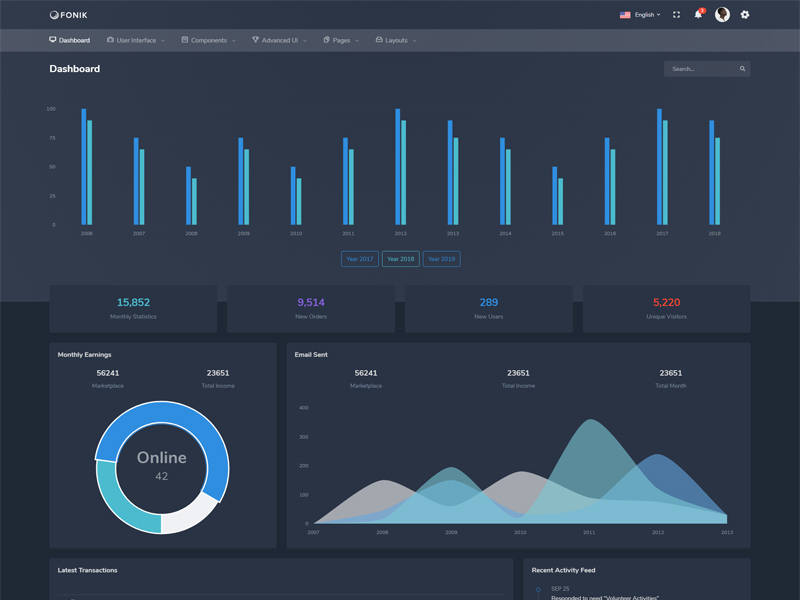 FONIK
English
3
Dashboard
User Interface
Components
Advanced UI
Pages
Layouts
Dashboard
Search...
100
75
50
25
0
2006 2007 2008 2009 2010 2011 2012 2013 2014 2015 2016 2017 2018
Year 2017
Year 2018
Year 2019
15,852
Monthly Statistics
9,514
New Orders
289
New Users
5,220
Unique Visitors
Monthly Earnings
56241
Marketplace
23651
Total Income
Online
42
Email Sent
56241
Marketplace
23651
Total Income
23651
Total Month
400
300
200
100
0
2007 2008 2009 2010 2011 2012 2013
Latest Transactions
Recent Activity Feed
SEP 25
Responded to need "Volunteer Activities"